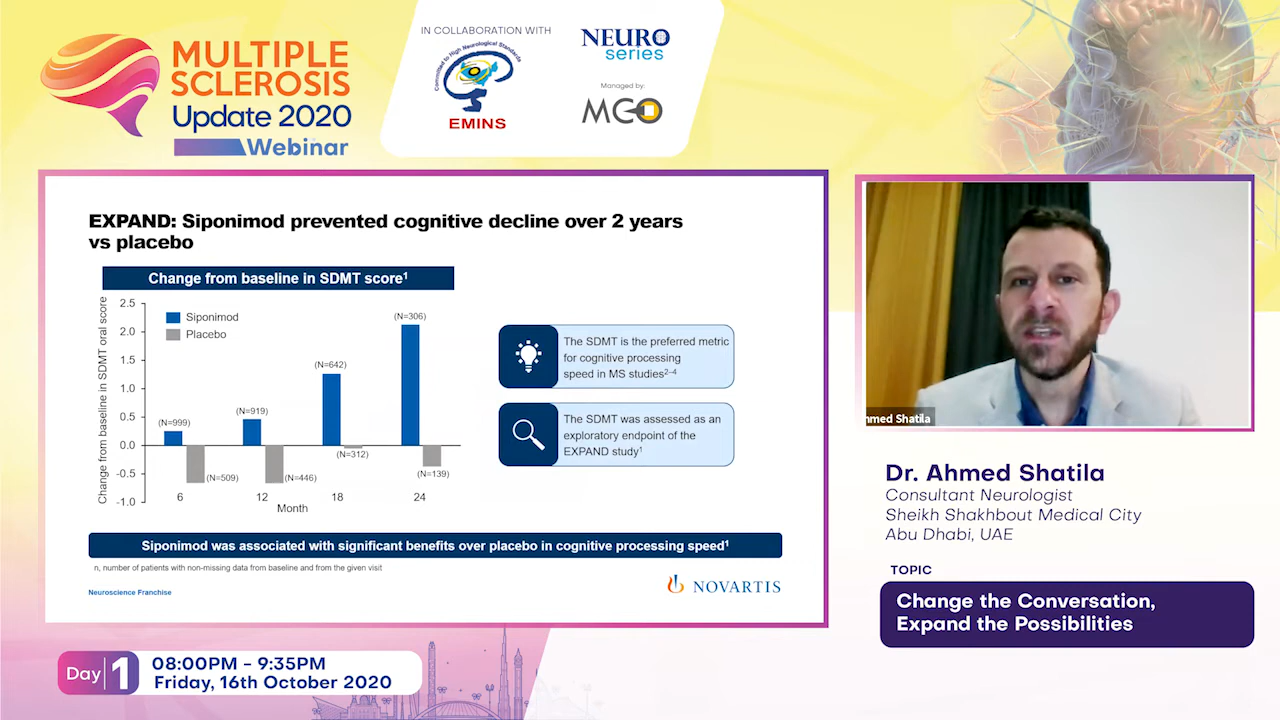 MULTIPLE
SCLEROSIS
Update 2020
Webinar
IN COLLABORATION WITH
Committed to High Neurological Standards
EMINS
NEURO
series
Managed by:
MCO
EXPAND: Siponimod prevented cognitive decline over 2 years
vs placebo
Change from baseline in SDMT score¹
Change from baseline in SDMT oral score
2.5
2.0
1.5
1.0
0.5
0.0
-0.5
-1.0
Siponimod
Placebo
(N=999)
(N=509)
(N=919)
(N=446)
(N=642)
(N=312)
(N=306)
(N=139)
6 12 18 24
Month
The SDMT is the preferred metric
for cognitive processing
speed in MS studies²⁻⁴
The SDMT was assessed as an
exploratory endpoint of the
EXPAND study¹
Siponimod was associated with significant benefits over placebo in cognitive processing speed¹
n, number of patients with non-missing data from baseline and from the given visit
Neuroscience Franchise
NOVARTIS
hmed Shatila
Dr. Ahmed Shatila
Consultant Neurologist
Sheikh Shakhbout Medical City
Abu Dhabi, UAE
TOPIC
Change the Conversation,
Expand the Possibilities
Day 1
08:00PM - 9:35PM
Friday, 16th October 2020